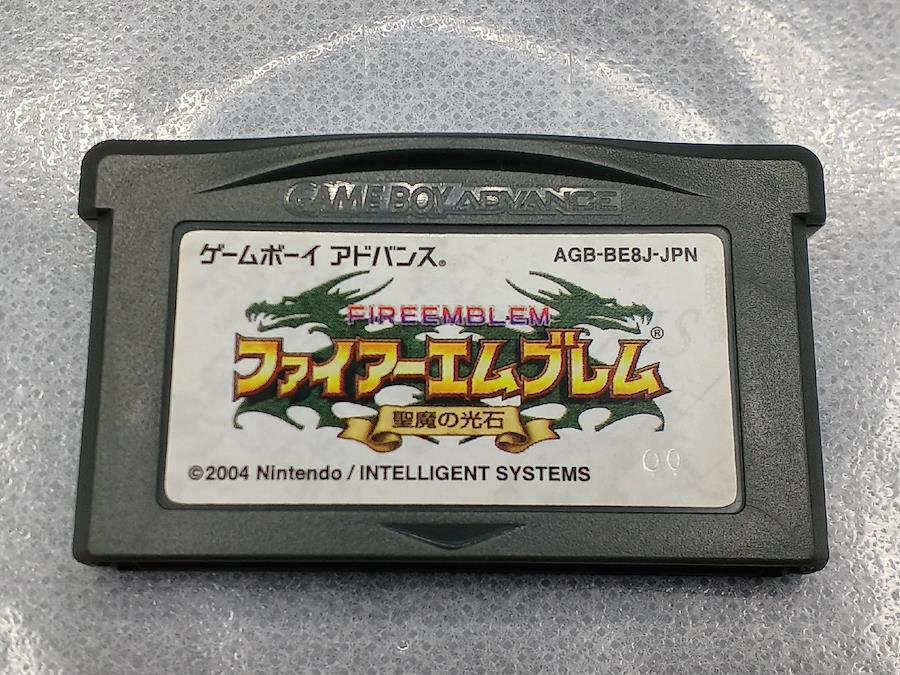 GAME BOY ADVANCE
ゲームボーイ アドバンス®
AGB-BE8J-JPN
FIREEMBLEM
ファイアーエムブレム®
聖魔の光石
©2004 Nintendo / INTELLIGENT SYSTEMS
00